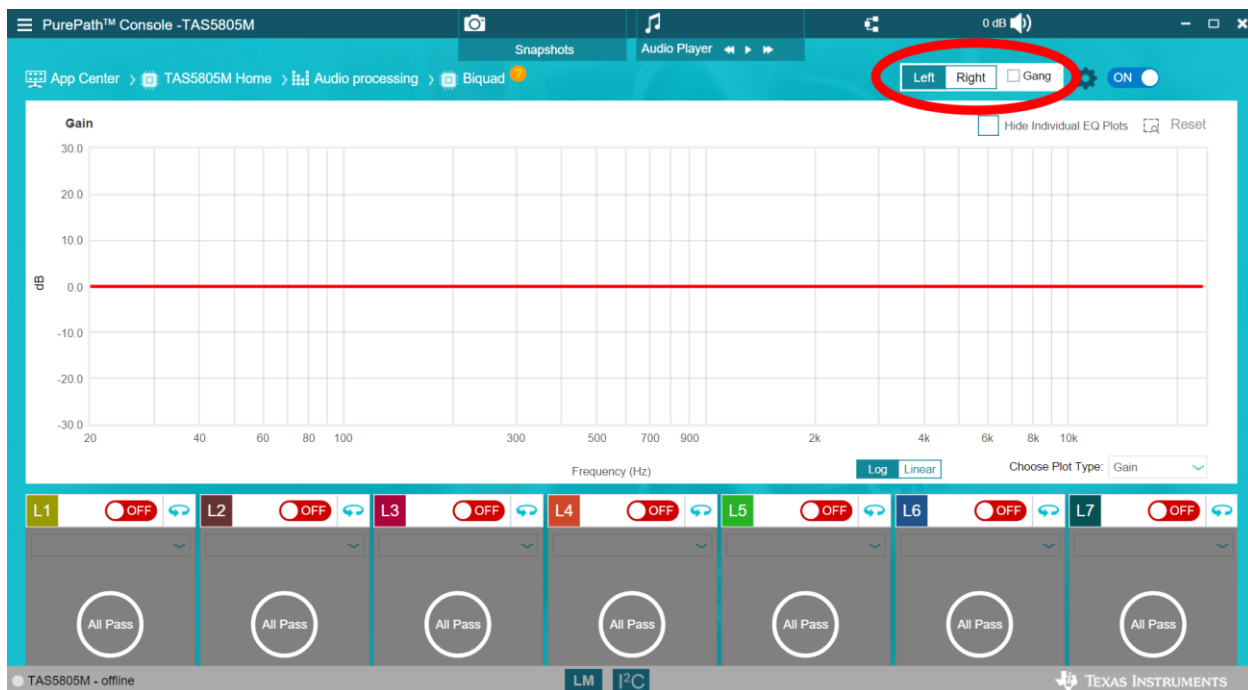 PurePath™ Console -TAS5805M
0 dB
Snapshots
Audio Player
App Center
TAS5805M Home
Audio processing
Biquad
?
Left
Right
Gang
ON
Gain
Hide Individual EQ Plots
Reset
30.0
20.0
10.0
0.0
-10.0
-20.0
-30.0
dB
20 40 60 80 100 300 500 700 900 2k 4k 6k 8k 10k
Frequency (Hz)
Log Linear
Choose Plot Type: Gain
L1 OFF L2 OFF L3 OFF L4 OFF L5 OFF L6 OFF L7 OFF
All Pass All Pass All Pass All Pass All Pass All Pass All Pass
TAS5805M - offline
LM I²C
TEXAS INSTRUMENTS